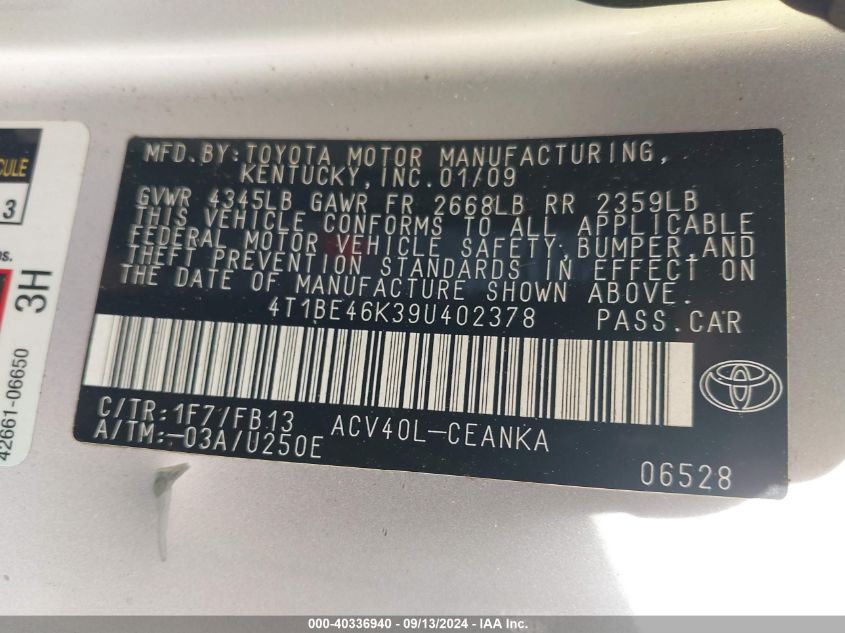 CULE
3
ns.
3H
42661-06650
MFD.BY:TOYOTA MOTOR MANUFACTURING,
KENTUCKY,INC.01/09
GVWR 4345LB GAWR FR 2668LB RR 2359LB
THIS VEHICLE CONFORMS TO ALL APPLICABLE
FEDERAL MOTOR VEHICLE SAFETY,BUMPER,AND
THEFT PREVENTION STANDARDS IN EFFECT ON
THE DATE OF MANUFACTURE SHOWN ABOVE.
4T1BE46K39U402378 PASS.CAR
C/TR:1F7/FB13 ACV40L-CEANKA
A/TM:-03A/U250E
06528
000-40336940 - 09/13/2024 - IAA Inc.